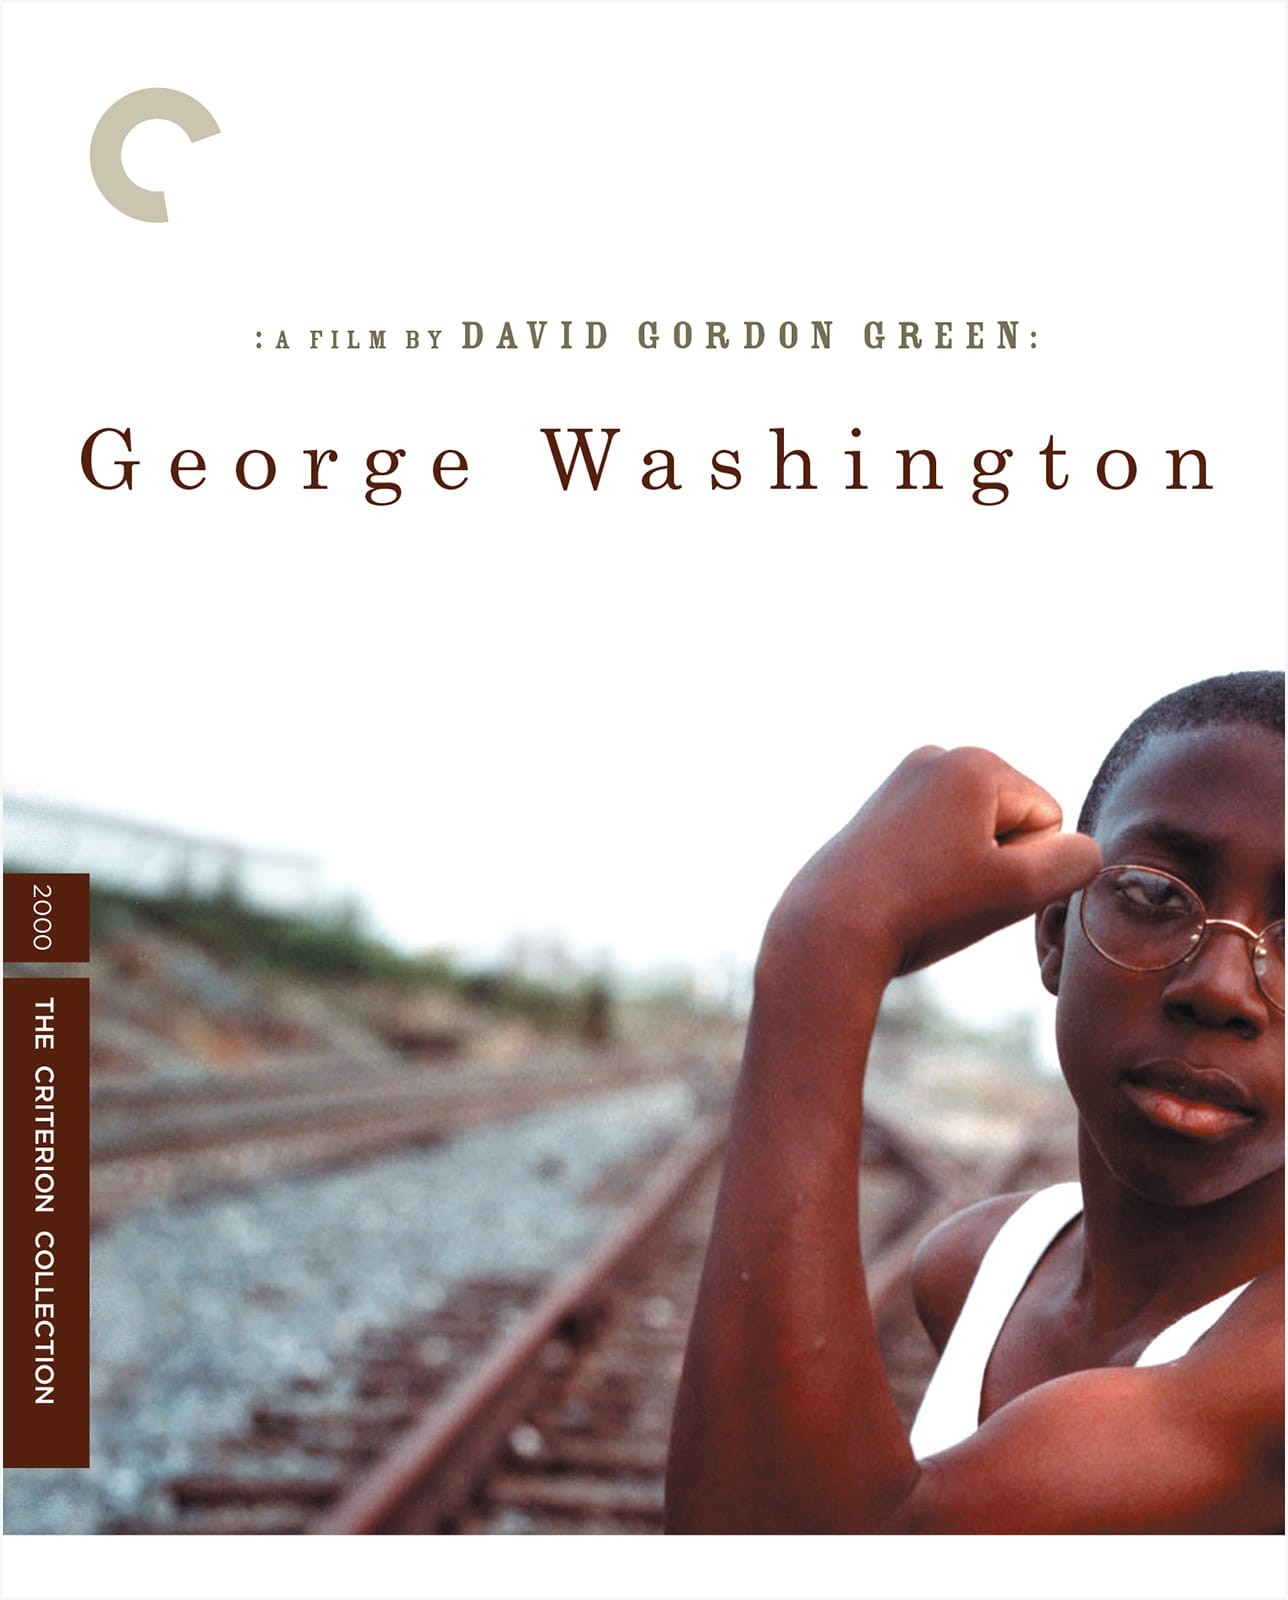 : A FILM BY DAVID GORDON GREEN:
George Washington
2000
THE CRITERION COLLECTION